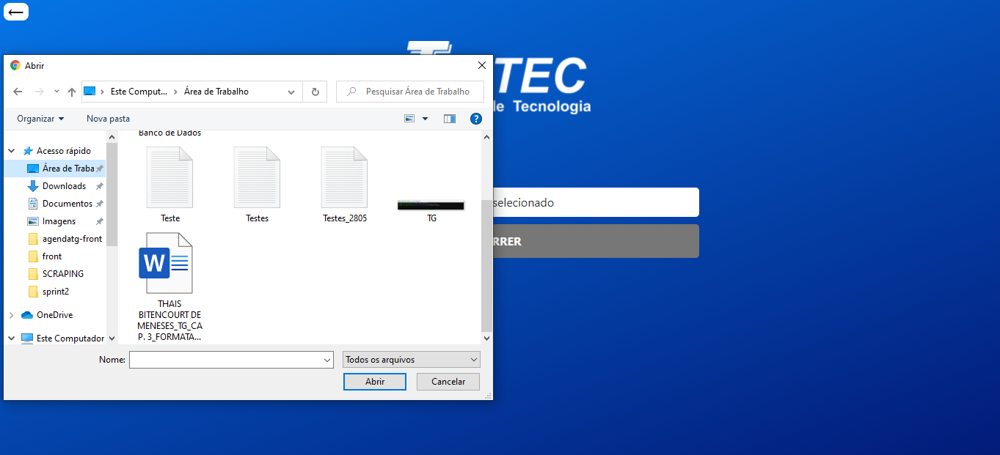 TEC
de Tecnologia
Abrir
Este Comput... > Área de Trabalho
Pesquisar Área de Trabalho
Organizar
Nova pasta
?
Acesso rápido
Área de Traba
Downloads
Documentos
Imagens
agendatg-front
front
SCRAPING
sprint2
OneDrive
Este Computador
Banco de Dados
Teste
Testes
Testes_2805
TG
W
THAIS
BITENCOURT DE
MENESES_TG_CA
P. 3_FORMATA...
Nome:
Todos os arquivos
Abrir
Cancelar
selecionado
RRER